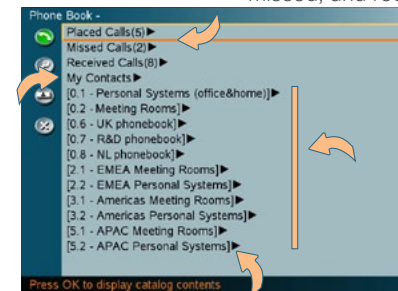 Phone Book -
Placed Calls(5)▶
Missed Calls(2)▶
Received Calls(8)▶
My Contacts▶
[0.1 - Personal Systems (office&home)]▶
[0.2 - Meeting Rooms]▶
[0.6 - UK phonebook]▶
[0.7 - R&D phonebook]▶
[0.8 - NL phonebook]▶
[2.1 - EMEA Meeting Rooms]▶
[2.2 - EMEA Personal Systems]▶
[3.1 - Americas Meeting Rooms]▶
[3.2 - Americas Personal Systems]▶
[5.1 - APAC Meeting Rooms]▶
[5.2 - APAC Personal Systems]▶
Press OK to display catalog contents